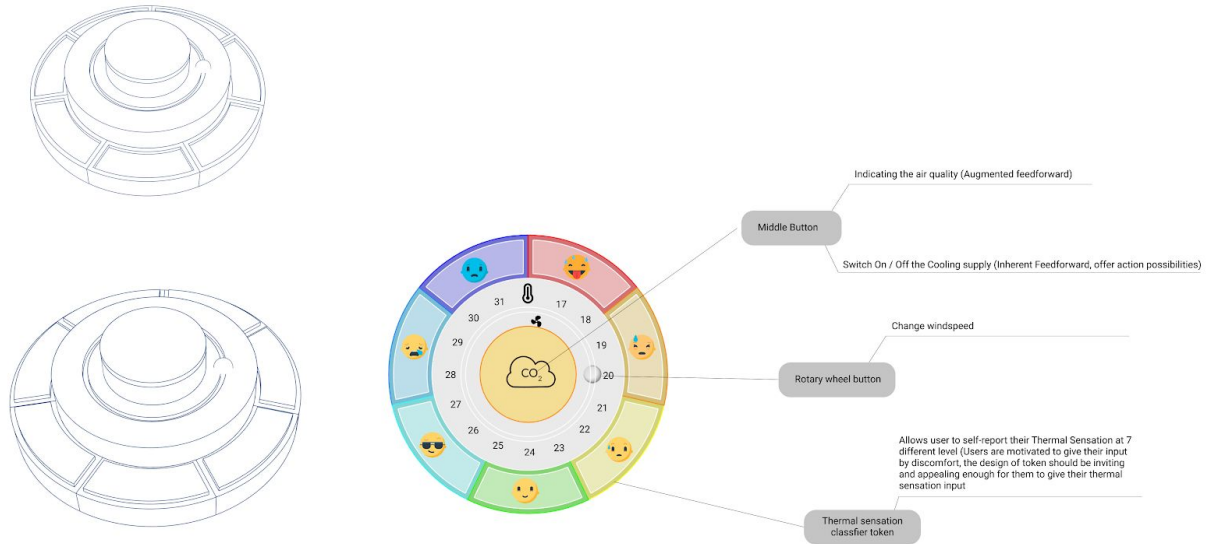 Indicating the air quality (Augmented feedforward)
Middle Button
Switch On / Off the Cooling supply (Inherent Feedforward, offer action possibilities)
Change windspeed
Rotary wheel button
Allows user to self-report their Thermal Sensation at 7
different level (Users are motivated to give their input
by discomfort, the design of token should be inviting
and appealing enough for them to give their thermal
sensation input
Thermal sensation
classfier token
17
18
19
20
21
22
23
24
25
26
27
28
29
30
31
CO2